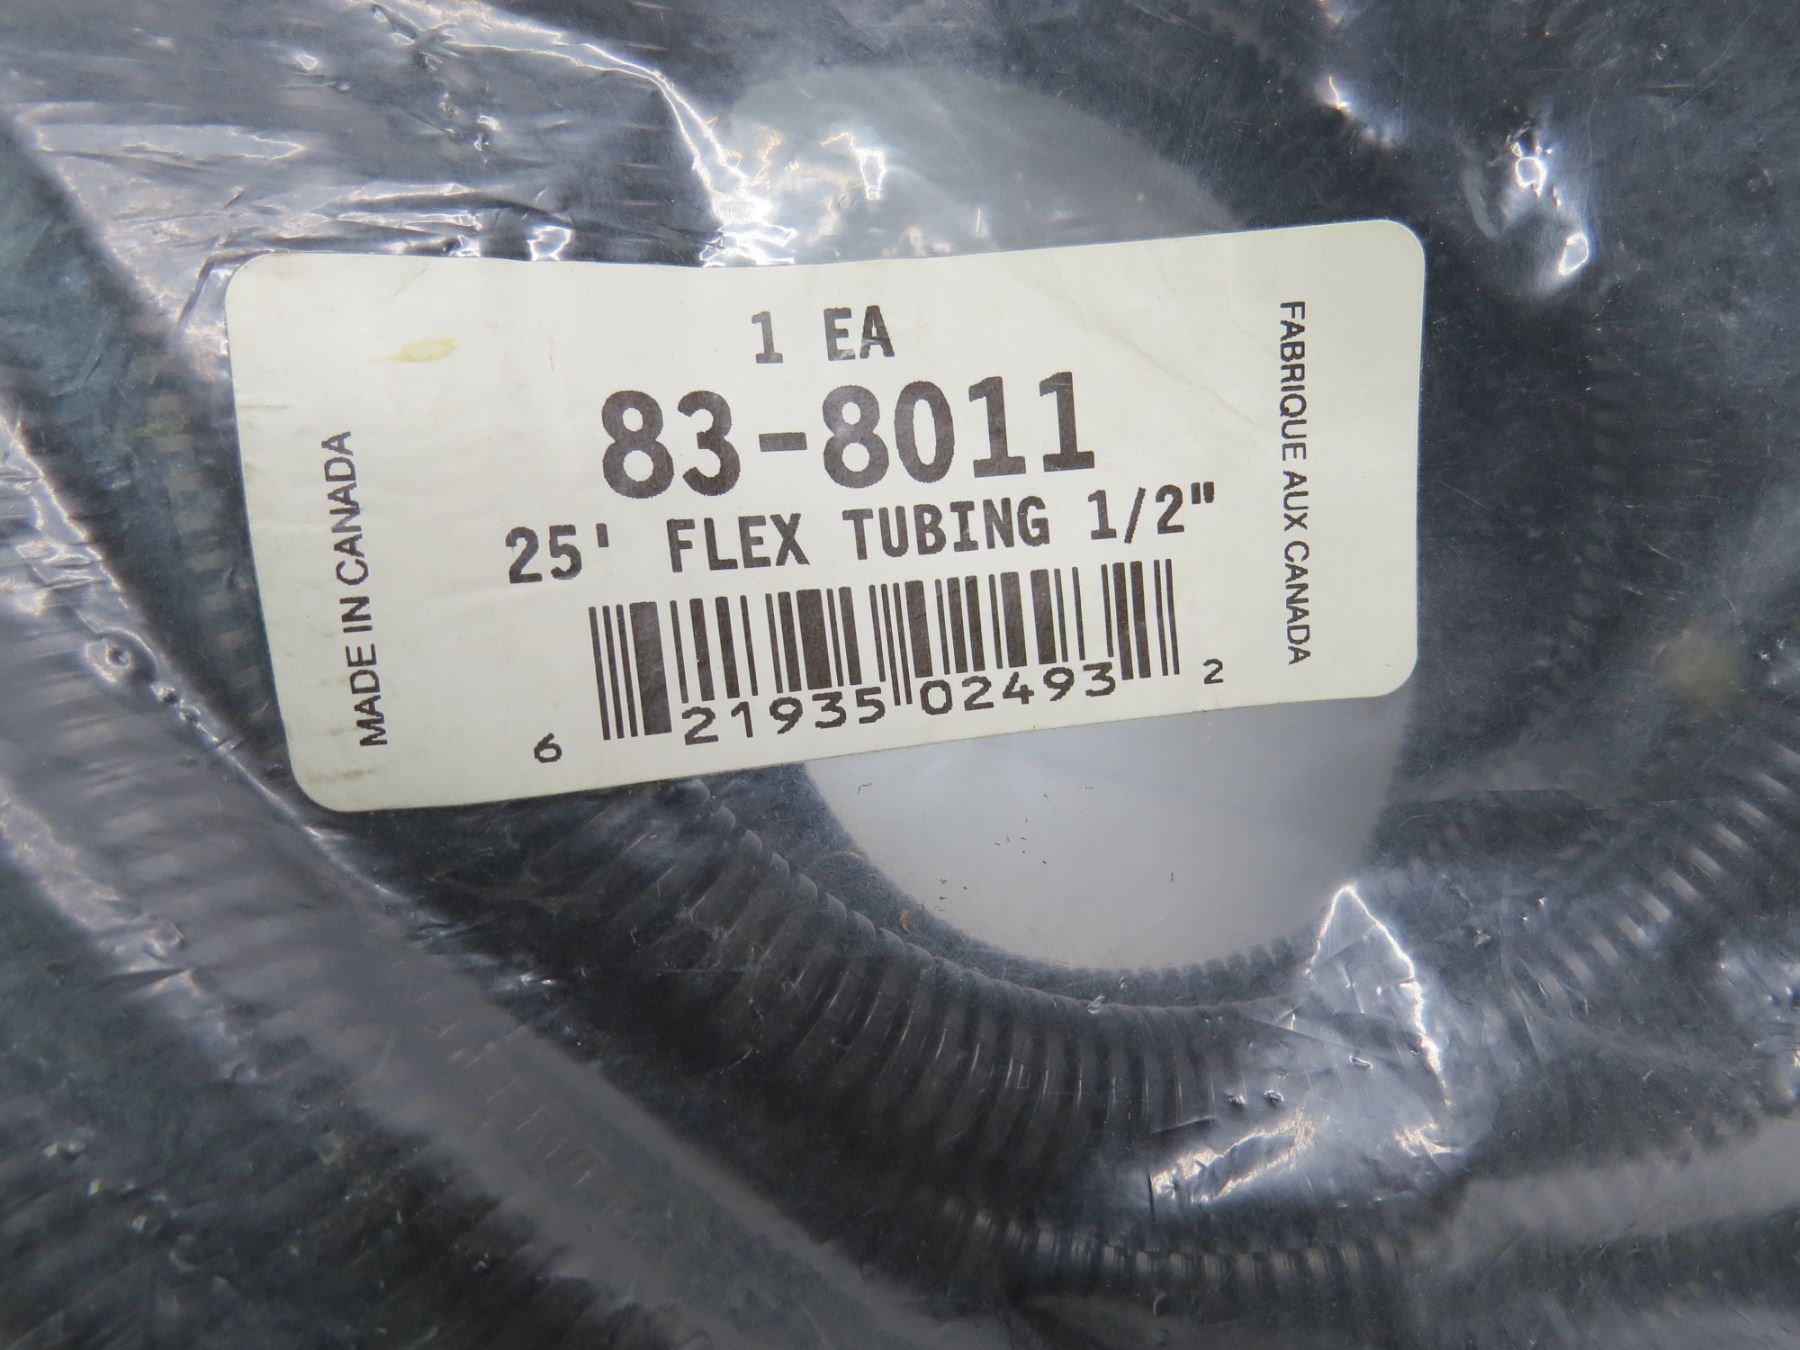 1 EA
83-8011
25' FLEX TUBING 1/2"
6 21935 02493 2
MADE IN CANADA
FABRIQUE AUX CANADA